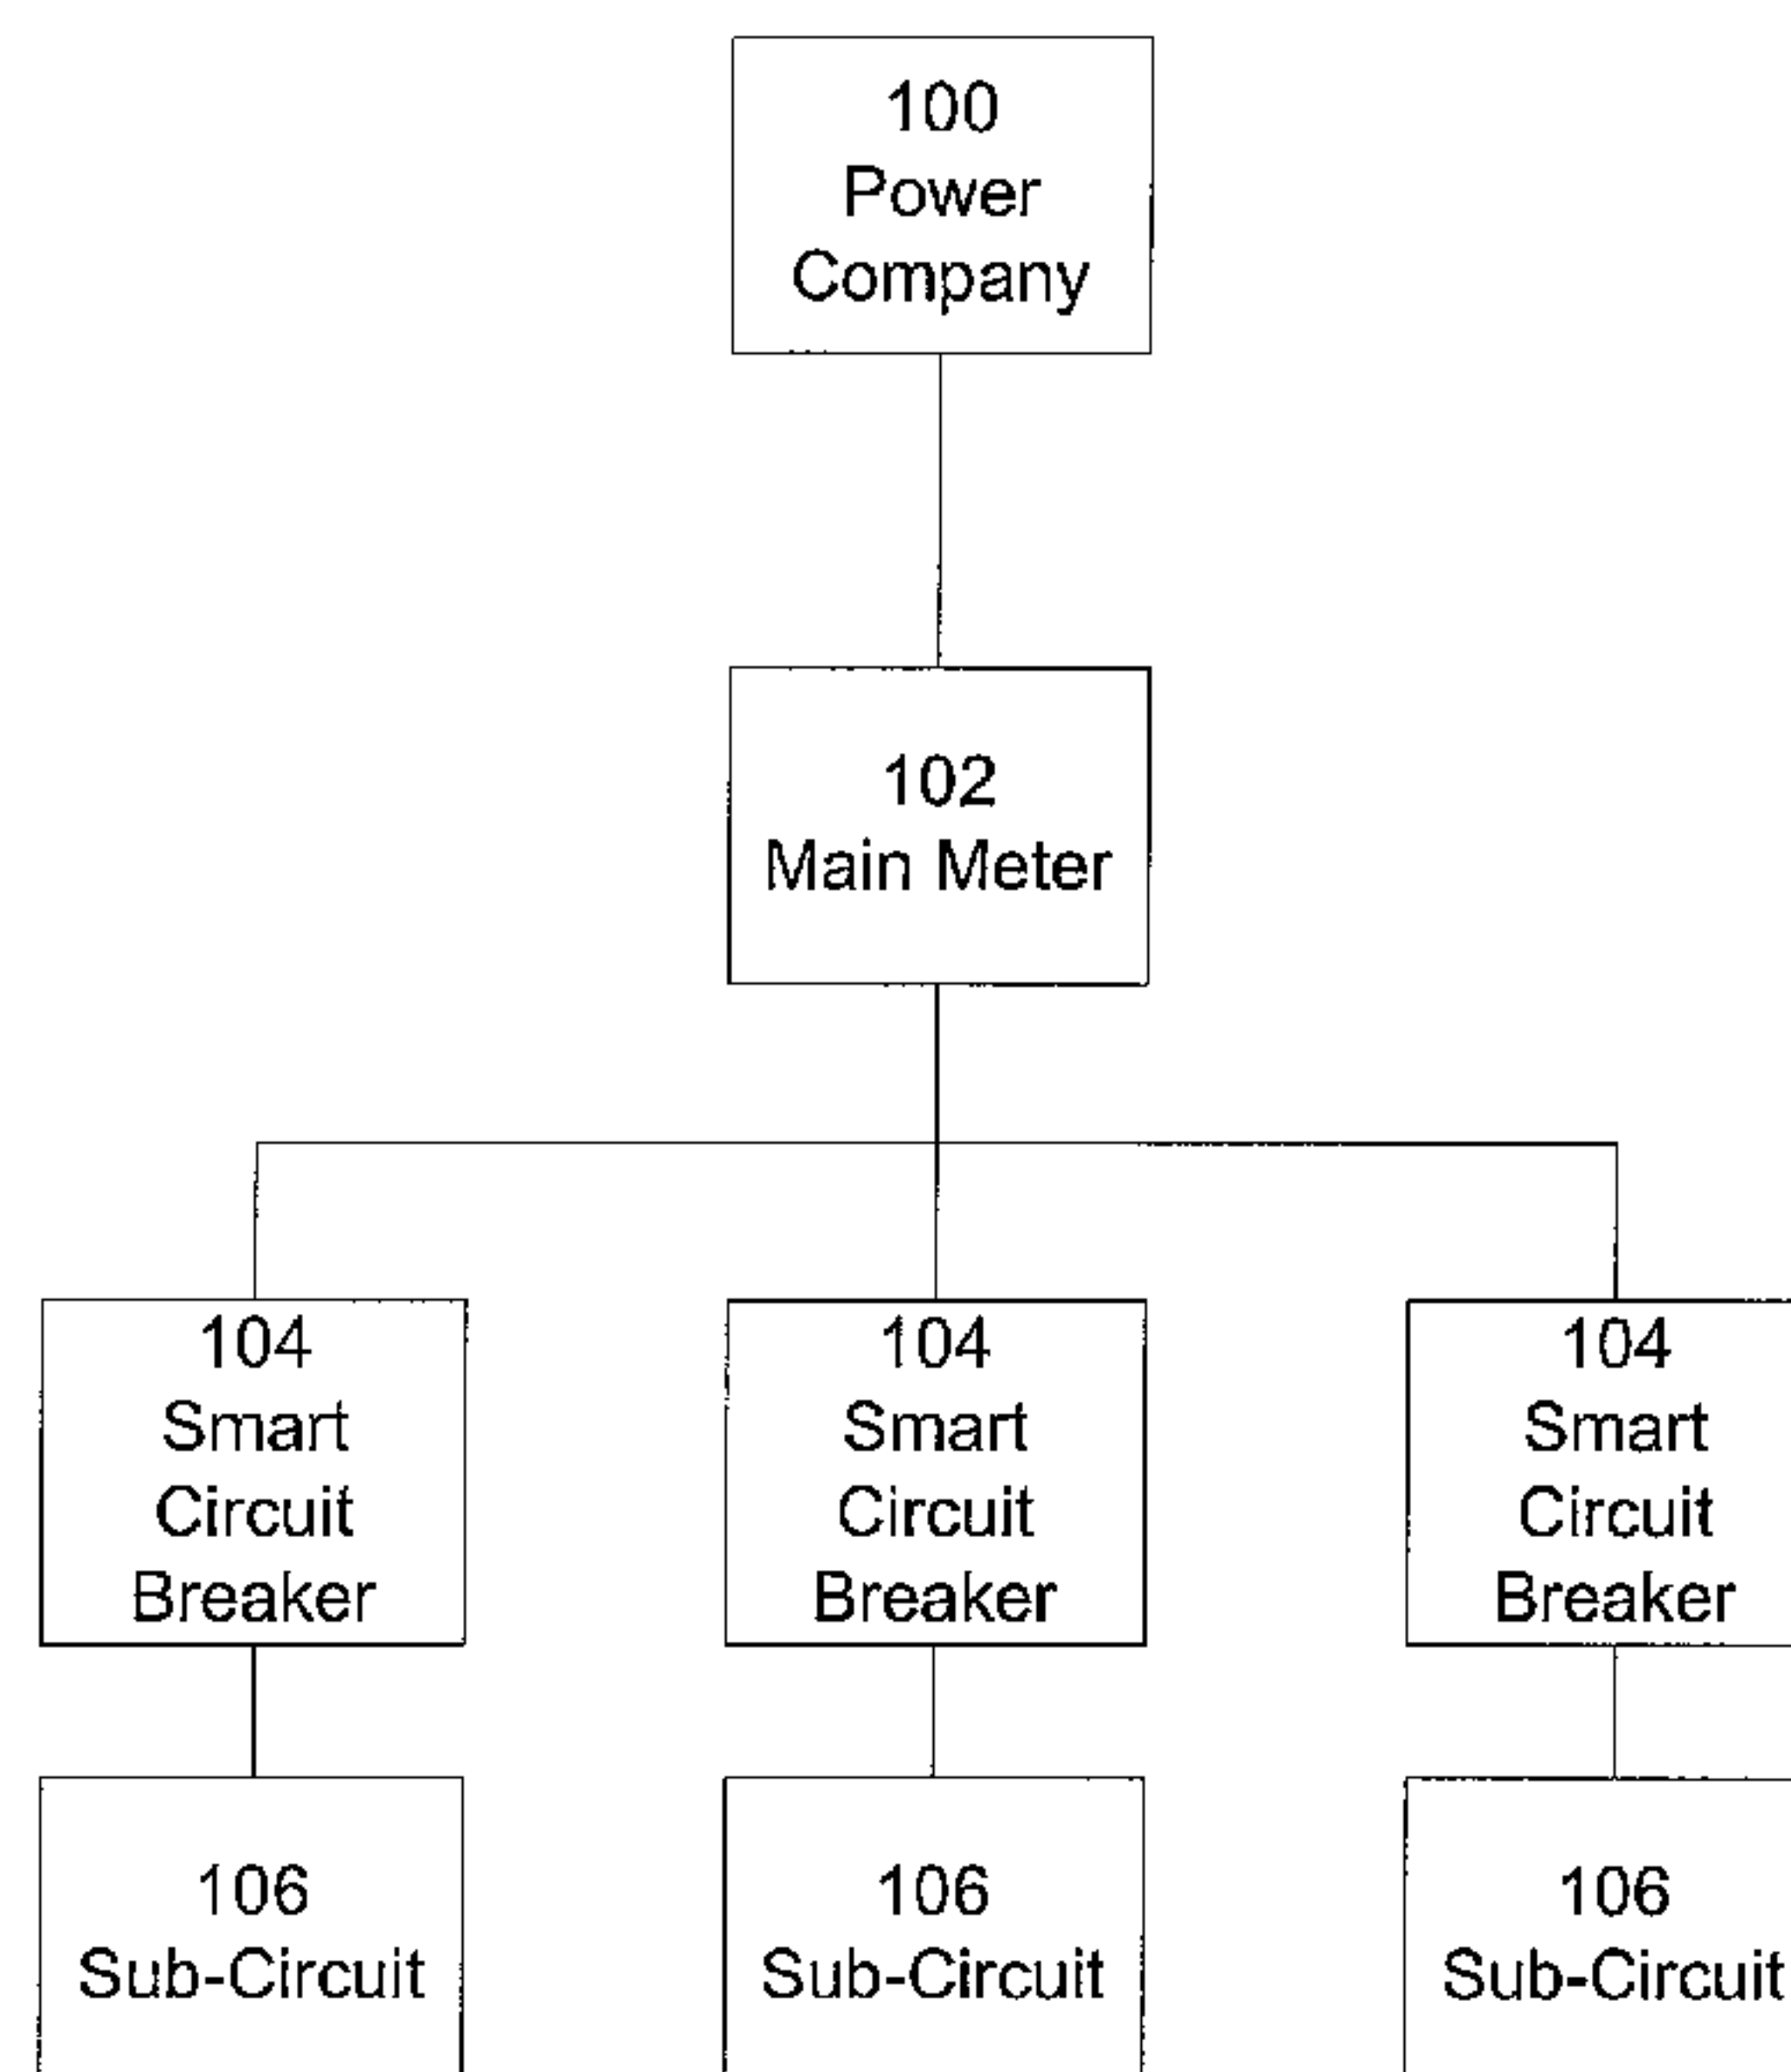 100
Power
Company
102
Main Meter
104
Smart
Circuit
Breaker
104
Smart
Circuit
Breaker
104
Smart
Circuit
Breaker
106
Sub-Circuit
106
Sub-Circuit
106
Sub-Circuit